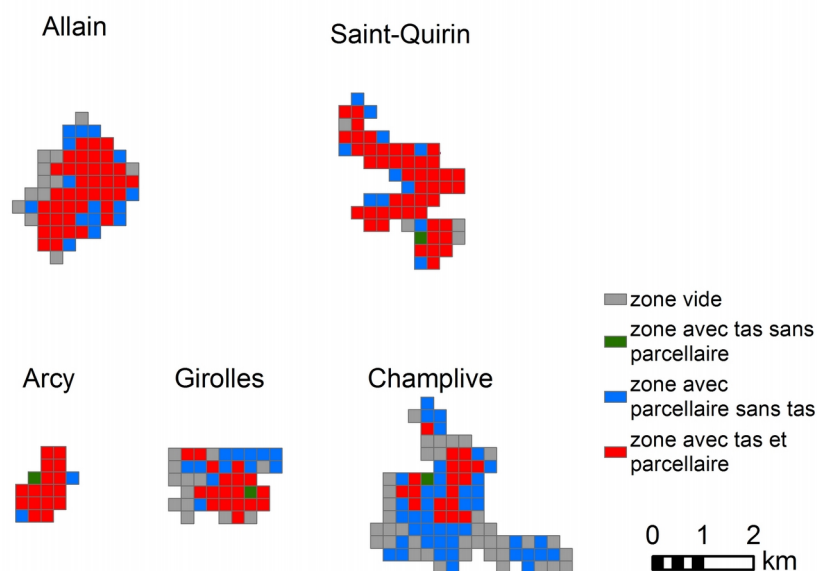 Allain
Saint-Quirin
zone vide
zone avec tas sans
parcellaire
zone avec
parcellaire sans tas
zone avec tas et
parcellaire
Arcy
Girolles
Champlive
0 1 2
km